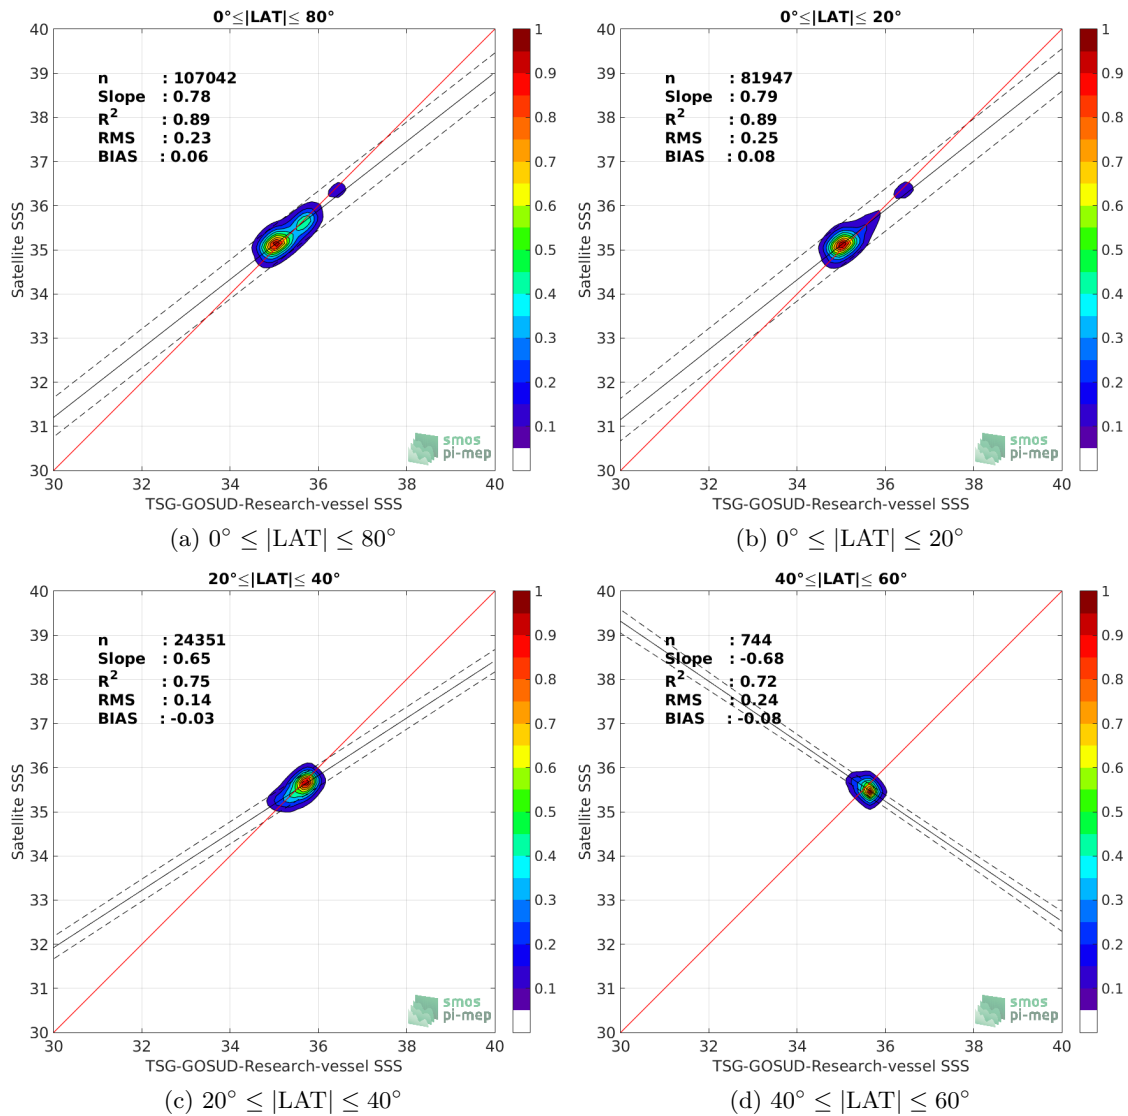 0°≤|LAT|≤ 80°
n : 107042
Slope : 0.78
R² : 0.89
RMS : 0.23
BIAS : 0.06
Satellite SSS
40
39
38
37
36
35
34
33
32
31
30
30 32 34 36 38 40
TSG-GOSUD-Research-vessel SSS
1
0.9
0.8
0.7
0.6
0.5
0.4
0.3
0.2
0.1
smos
pi-mep
(a) 0° ≤ |LAT| ≤ 80°
0°≤|LAT|≤ 20°
n : 81947
Slope : 0.79
R² : 0.89
RMS : 0.25
BIAS : 0.08
Satellite SSS
40
39
38
37
36
35
34
33
32
31
30
30 32 34 36 38 40
TSG-GOSUD-Research-vessel SSS
1
0.9
0.8
0.7
0.6
0.5
0.4
0.3
0.2
0.1
smos
pi-mep
(b) 0° ≤ |LAT| ≤ 20°
20°≤|LAT|≤ 40°
n : 24351
Slope : 0.65
R² : 0.75
RMS : 0.14
BIAS : -0.03
Satellite SSS
40
39
38
37
36
35
34
33
32
31
30
30 32 34 36 38 40
TSG-GOSUD-Research-vessel SSS
1
0.9
0.8
0.7
0.6
0.5
0.4
0.3
0.2
0.1
smos
pi-mep
(c) 20° ≤ |LAT| ≤ 40°
40°≤|LAT|≤ 60°
n : 744
Slope : -0.68
R² : 0.72
RMS : 0.24
BIAS : -0.08
Satellite SSS
40
39
38
37
36
35
34
33
32
31
30
30 32 34 36 38 40
TSG-GOSUD-Research-vessel SSS
1
0.9
0.8
0.7
0.6
0.5
0.4
0.3
0.2
0.1
smos
pi-mep
(d) 40° ≤ |LAT| ≤ 60°